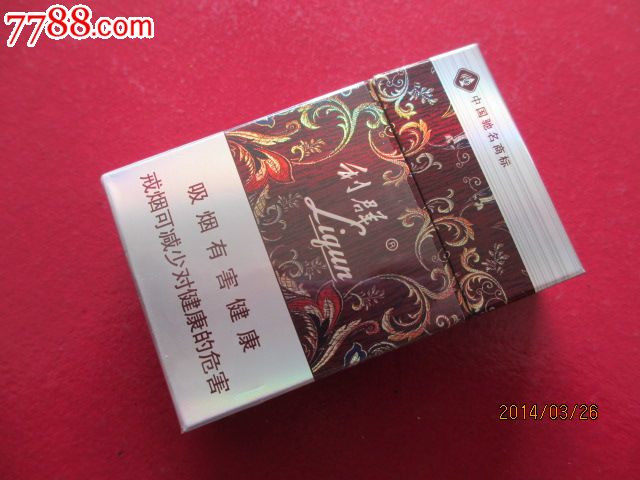 7788.com
中国驰名商标
利群
Liqun®
吸烟有害健康
戒烟可减少对健康的危害
2014/03/26